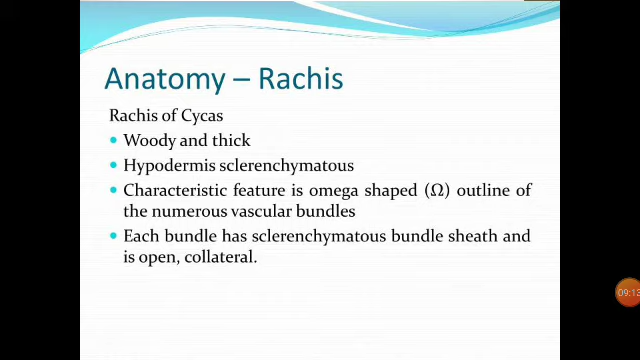 Anatomy – Rachis
Rachis of Cycas
• Woody and thick
• Hypodermis sclerenchymatous
• Characteristic feature is omega shaped (Ω) outline of
the numerous vascular bundles
• Each bundle has sclerenchymatous bundle sheath and
is open, collateral.
09:13